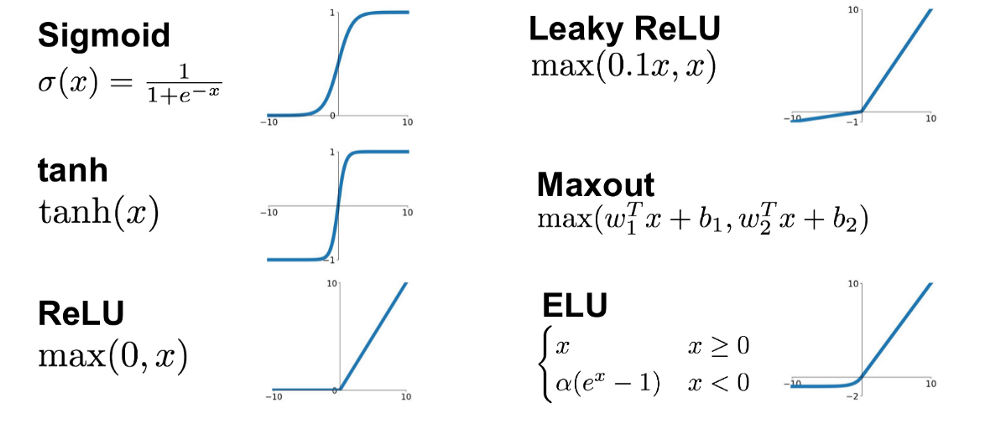 Sigmoid
σ(x) = 1/(1+e^−x)
1
0
−10
10
tanh
tanh(x)
1
−10
10
−1
ReLU
max(0, x)
10
0
−10
10
Leaky ReLU
max(0.1x, x)
10
−10
−1
10
Maxout
max(w₁ᵀx + b₁, w₂ᵀx + b₂)
ELU
x x ≥ 0
α(eˣ − 1) x < 0
10
−10
10
−2